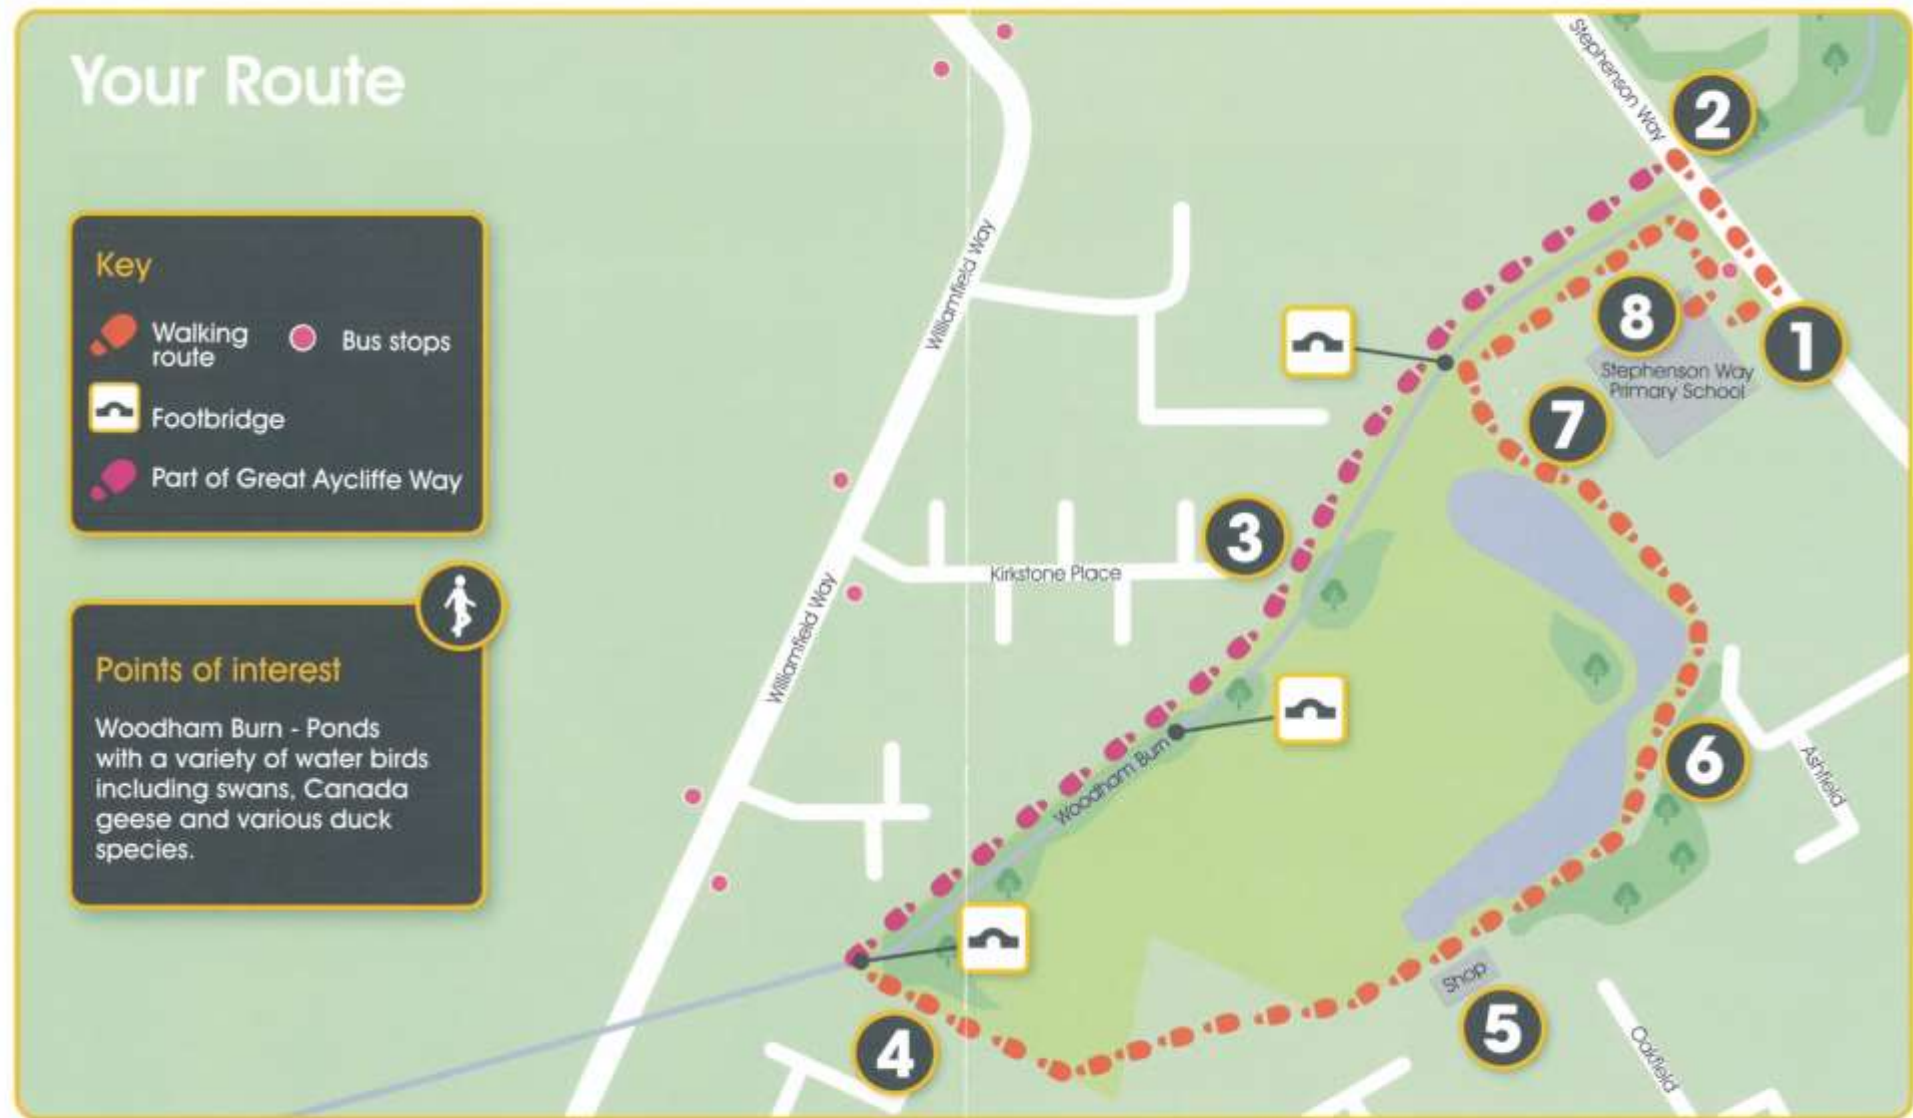 Your Route
Key
Walking
route
Bus stops
Footbridge
Part of Great Aycliffe Way
Points of interest
Woodham Burn - Ponds
with a variety of water birds
including swans, Canada
geese and various duck
species.
Stephenson Way
2
Williamfield Way
8
1
Stephenson Way
Primary School
7
3
Kirkstone Place
Williamfield Way
Woodham Burn
6
Ashfield
Shop
5
4
Oakfield